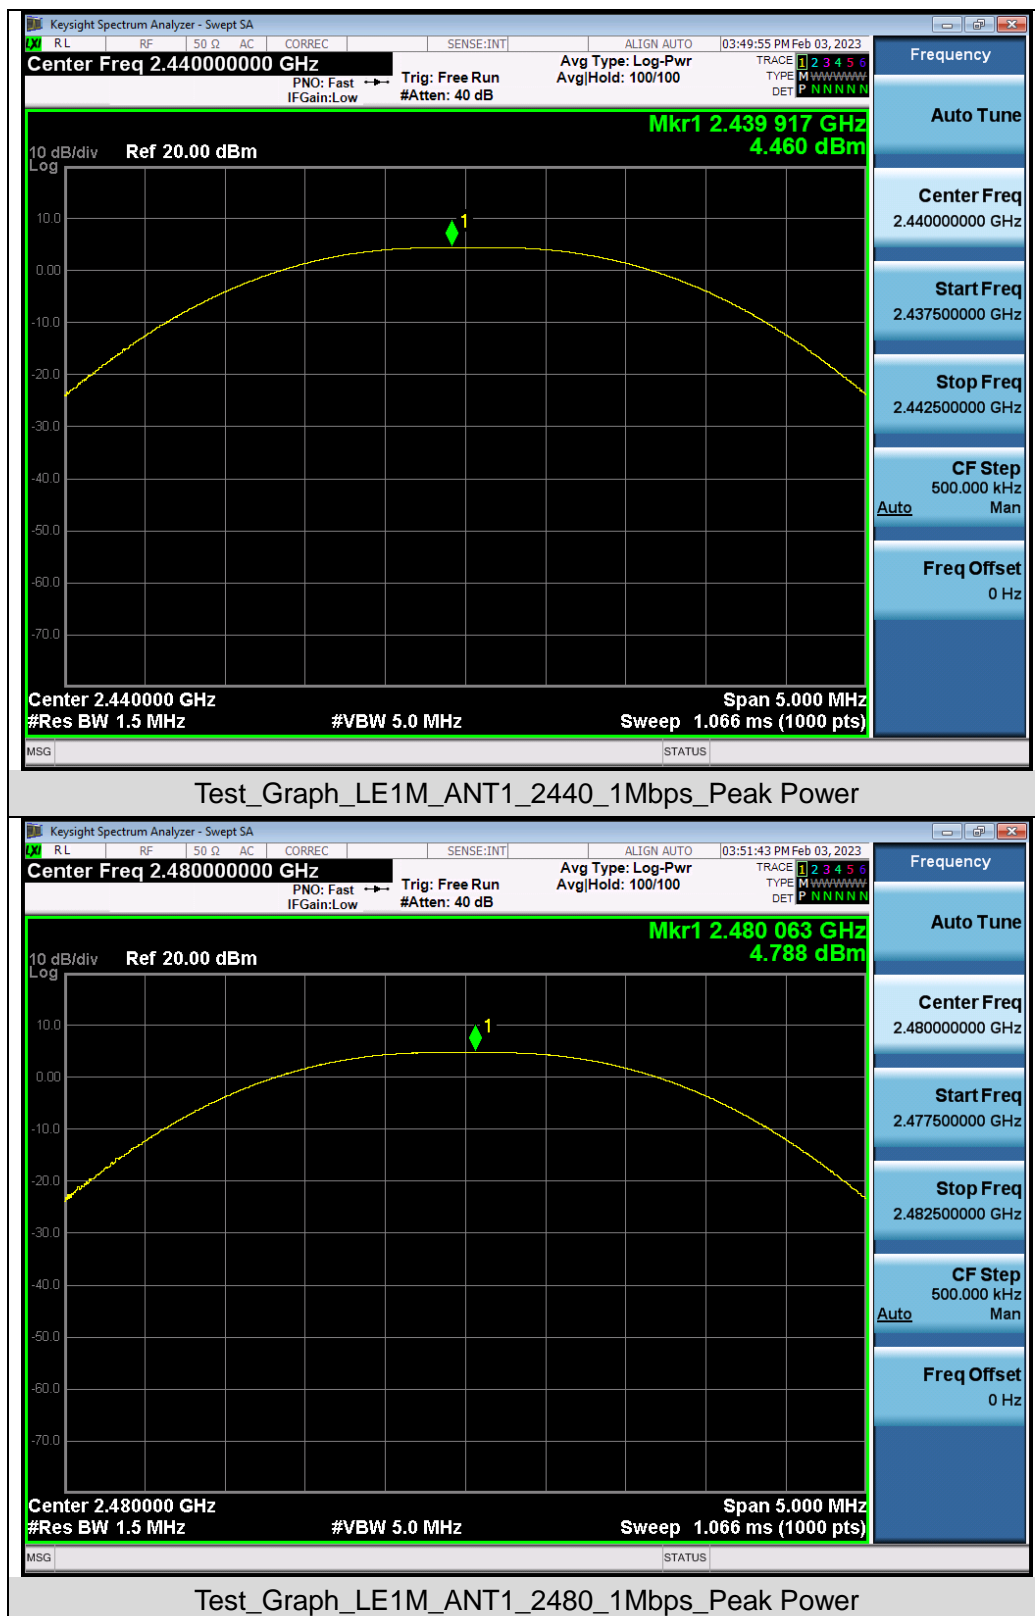 Keysight Spectrum Analyzer - Swept SA
LXI RL RF 50 Ω AC CORREC SENSE:INT ALIGN AUTO 03:49:55 PM Feb 03, 2023
Center Freq 2.440000000 GHz
PNO: Fast
IFGain:Low
Trig: Free Run
#Atten: 40 dB
Avg Type: Log-Pwr
Avg|Hold: 100/100
TRACE 1 2 3 4 5 6
TYPE M WWWWW
DET P N N N N N
Frequency
Auto Tune
Center Freq
2.440000000 GHz
Start Freq
2.437500000 GHz
Stop Freq
2.442500000 GHz
CF Step
500.000 kHz
Auto Man
Freq Offset
0 Hz
Mkr1 2.439 917 GHz
4.460 dBm
10 dB/div Ref 20.00 dBm
Log
1
10.0
0.00
-10.0
-20.0
-30.0
-40.0
-50.0
-60.0
-70.0
Center 2.440000 GHz Span 5.000 MHz
#Res BW 1.5 MHz #VBW 5.0 MHz Sweep 1.066 ms (1000 pts)
MSG STATUS
Test_Graph_LE1M_ANT1_2440_1Mbps_Peak Power
Keysight Spectrum Analyzer - Swept SA
LXI RL RF 50 Ω AC CORREC SENSE:INT ALIGN AUTO 03:51:43 PM Feb 03, 2023
Center Freq 2.480000000 GHz
PNO: Fast
IFGain:Low
Trig: Free Run
#Atten: 40 dB
Avg Type: Log-Pwr
Avg|Hold: 100/100
TRACE 1 2 3 4 5 6
TYPE M WWWWW
DET P N N N N N
Frequency
Auto Tune
Center Freq
2.480000000 GHz
Start Freq
2.477500000 GHz
Stop Freq
2.482500000 GHz
CF Step
500.000 kHz
Auto Man
Freq Offset
0 Hz
Mkr1 2.480 063 GHz
4.788 dBm
10 dB/div Ref 20.00 dBm
Log
1
10.0
0.00
-10.0
-20.0
-30.0
-40.0
-50.0
-60.0
-70.0
Center 2.480000 GHz Span 5.000 MHz
#Res BW 1.5 MHz #VBW 5.0 MHz Sweep 1.066 ms (1000 pts)
MSG STATUS
Test_Graph_LE1M_ANT1_2480_1Mbps_Peak Power